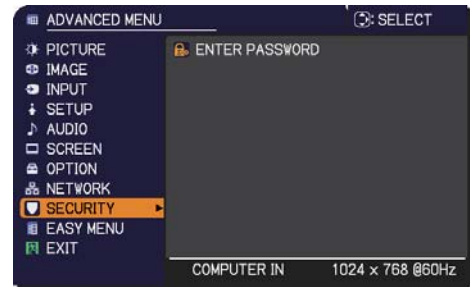 ADVANCED MENU : SELECT
PICTURE
IMAGE
INPUT
SETUP
AUDIO
SCREEN
OPTION
NETWORK
SECURITY
EASY MENU
EXIT
ENTER PASSWORD
COMPUTER IN 1024 x 768 @60Hz